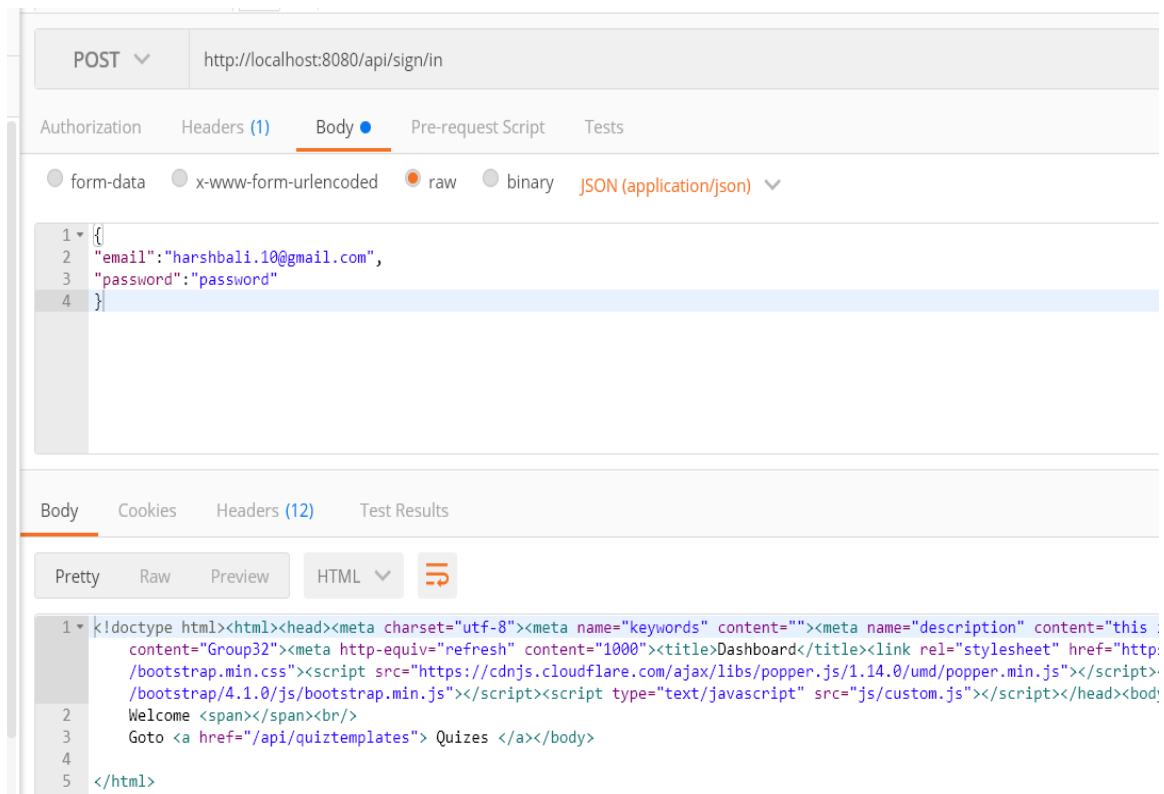 POST http://localhost:8080/api/sign/in
Authorization Headers (1) Body Pre-request Script Tests
form-data x-www-form-urlencoded raw binary JSON (application/json)
1 {
2 "email":"harshbali.10@gmail.com",
3 "password":"password"
4 }
Body Cookies Headers (12) Test Results
Pretty Raw Preview HTML
1 <!doctype html><html><head><meta charset="utf-8"><meta name="keywords" content=""><meta name="description" content="this
content="Group32"><meta http-equiv="refresh" content="1000"><title>Dashboard</title><link rel="stylesheet" href="http
/bootstrap.min.css"><script src="https://cdnjs.cloudflare.com/ajax/libs/popper.js/1.14.0/umd/popper.min.js"></script>
/bootstrap/4.1.0/js/bootstrap.min.js"></script><script type="text/javascript" src="js/custom.js"></script></head><body
2 Welcome <span></span><br/>
3 Goto <a href="/api/quiztemplates"> Quizes </a></body>
4
5 </html>